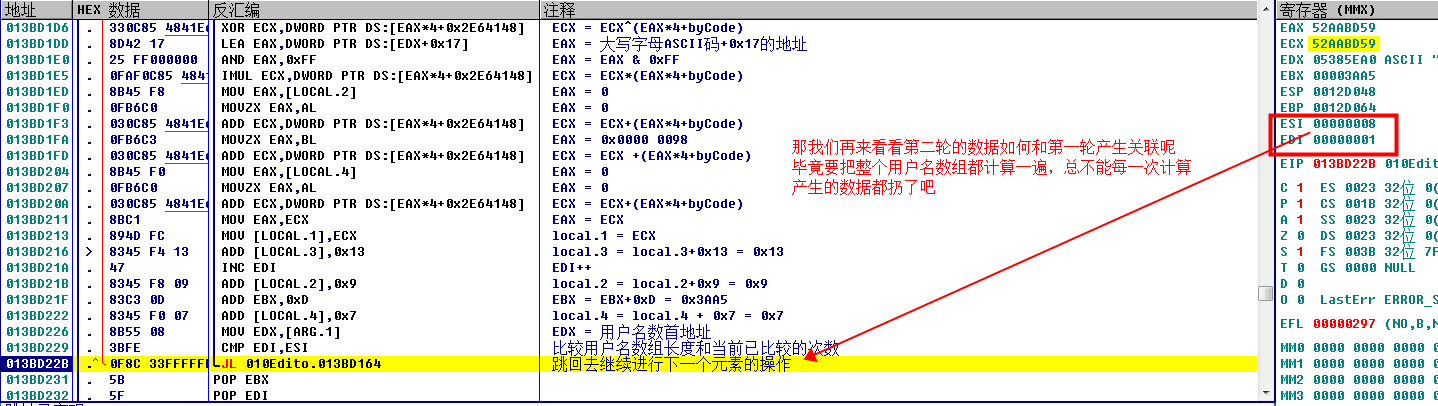 地址 HEX 数据 反汇编 注释 寄存器 (MMX)
013BD1D6 . 330C85 4841E6 XOR ECX,DWORD PTR DS:[EAX*4+0x2E64148] ECX = ECX^(EAX*4+byCode)
013BD1DD . 8D42 17 LEA EAX,DWORD PTR DS:[EDX+0x17] EAX = 大写字母ASCII码+0x17的地址
013BD1E0 . 25 FF000000 AND EAX,0xFF EAX = EAX & 0xFF
013BD1E5 . 0FAF0C85 484 IMUL ECX,DWORD PTR DS:[EAX*4+0x2E64148] ECX = ECX*(EAX*4+byCode)
013BD1ED . 8B45 F8 MOV EAX,[LOCAL.2] EAX = 0
013BD1F0 . 0FB6C0 MOVZX EAX,AL EAX = 0
013BD1F3 . 030C85 4841E ADD ECX,DWORD PTR DS:[EAX*4+0x2E64148] ECX = ECX+(EAX*4+byCode)
013BD1FA . 0FB6C3 MOVZX EAX,BL EAX = 0x0000 0098
013BD1FD . 030C85 4841E ADD ECX,DWORD PTR DS:[EAX*4+0x2E64148] ECX = ECX +(EAX*4+byCode)
013BD204 . 8B45 F0 MOV EAX,[LOCAL.4] EAX = 0
013BD207 . 0FB6C0 MOVZX EAX,AL EAX = 0
013BD20A . 030C85 4841E ADD ECX,DWORD PTR DS:[EAX*4+0x2E64148] ECX = ECX+(EAX*4+byCode)
013BD211 . 8BC1 MOV EAX,ECX EAX = ECX
013BD213 . 894D FC MOV [LOCAL.1],ECX local.1 = ECX
013BD216 > 8345 F4 13 ADD [LOCAL.3],0x13 local.3 = local.3+0x13 = 0x13
013BD21A . 47 INC EDI EDI++
013BD21B . 8345 F8 09 ADD [LOCAL.2],0x9 local.2 = local.2+0x9 = 0x9
013BD21F . 83C3 0D ADD EBX,0xD EBX = EBX+0xD = 0x3AA5
013BD222 . 8345 F0 07 ADD [LOCAL.4],0x7 local.4 = local.4 + 0x7 = 0x7
013BD226 . 8B55 08 MOV EDX,[ARG.1] EDX = 用户名数首地址
013BD229 . 3BFE CMP EDI,ESI 比较用户名数组长度和当前已比较的次数
013BD22B .^ 0F8C 33FFFFF JL 010Edito.013BD164 跳回去继续进行下一个元素的操作
013BD231 . 5B POP EBX
013BD232 . 5F POP EDI
那我们再来看看第二轮的数据如何和第一轮产生关联呢
毕竟要把整个用户名数组都计算一遍，总不能每一次计算
产生的数据都扔了吧
EAX 52AABD59
ECX 52AABD59
EDX 05385EA0 ASCII "
EBX 00003AA5
ESP 0012D048
EBP 0012D064
ESI 00000008
EDI 00000001
EIP 013BD22B 010Edit
C 1 ES 0023 32位 0(
P 1 CS 001B 32位 0(
A 1 SS 0023 32位 0(
Z 0 DS 0023 32位 0(
S 1 FS 003B 32位 7F
T 0 GS 0000 NULL
D 0
O 0 LastErr ERROR_S
EFL 00000297 (NO,B,N
MM0 0000 0000 0000
MM1 0000 0000 0000
MM2 0000 0000 0000
MM3 0000 0000 0000